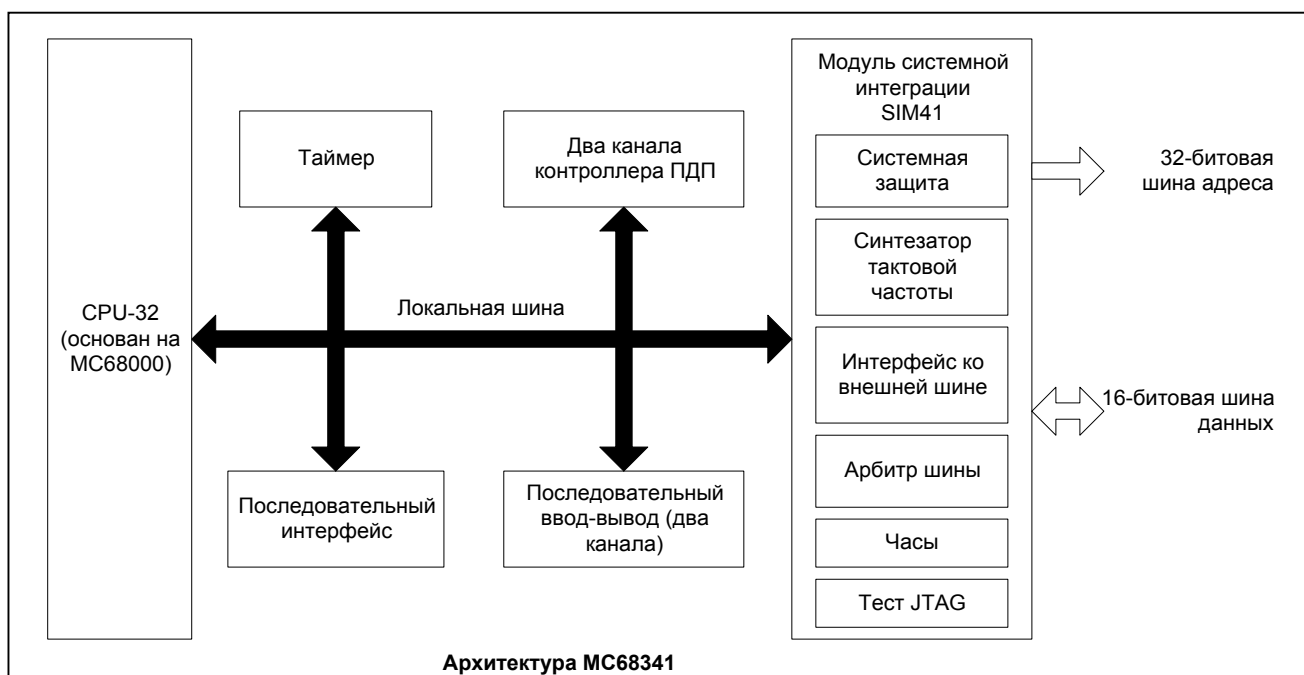 CPU-32
(основан на
MC68000)
Таймер
Два канала
контроллера ПДП
Локальная шина
Последовательный
интерфейс
Последовательный
ввод-вывод (два
канала)
Модуль системной
интеграции
SIM41
Системная
защита
Синтезатор
тактовой
частоты
Интерфейс ко
внешней шине
Арбитр шины
Часы
Тест JTAG
32-битовая
шина адреса
16-битовая шина
данных
Архитектура MC68341